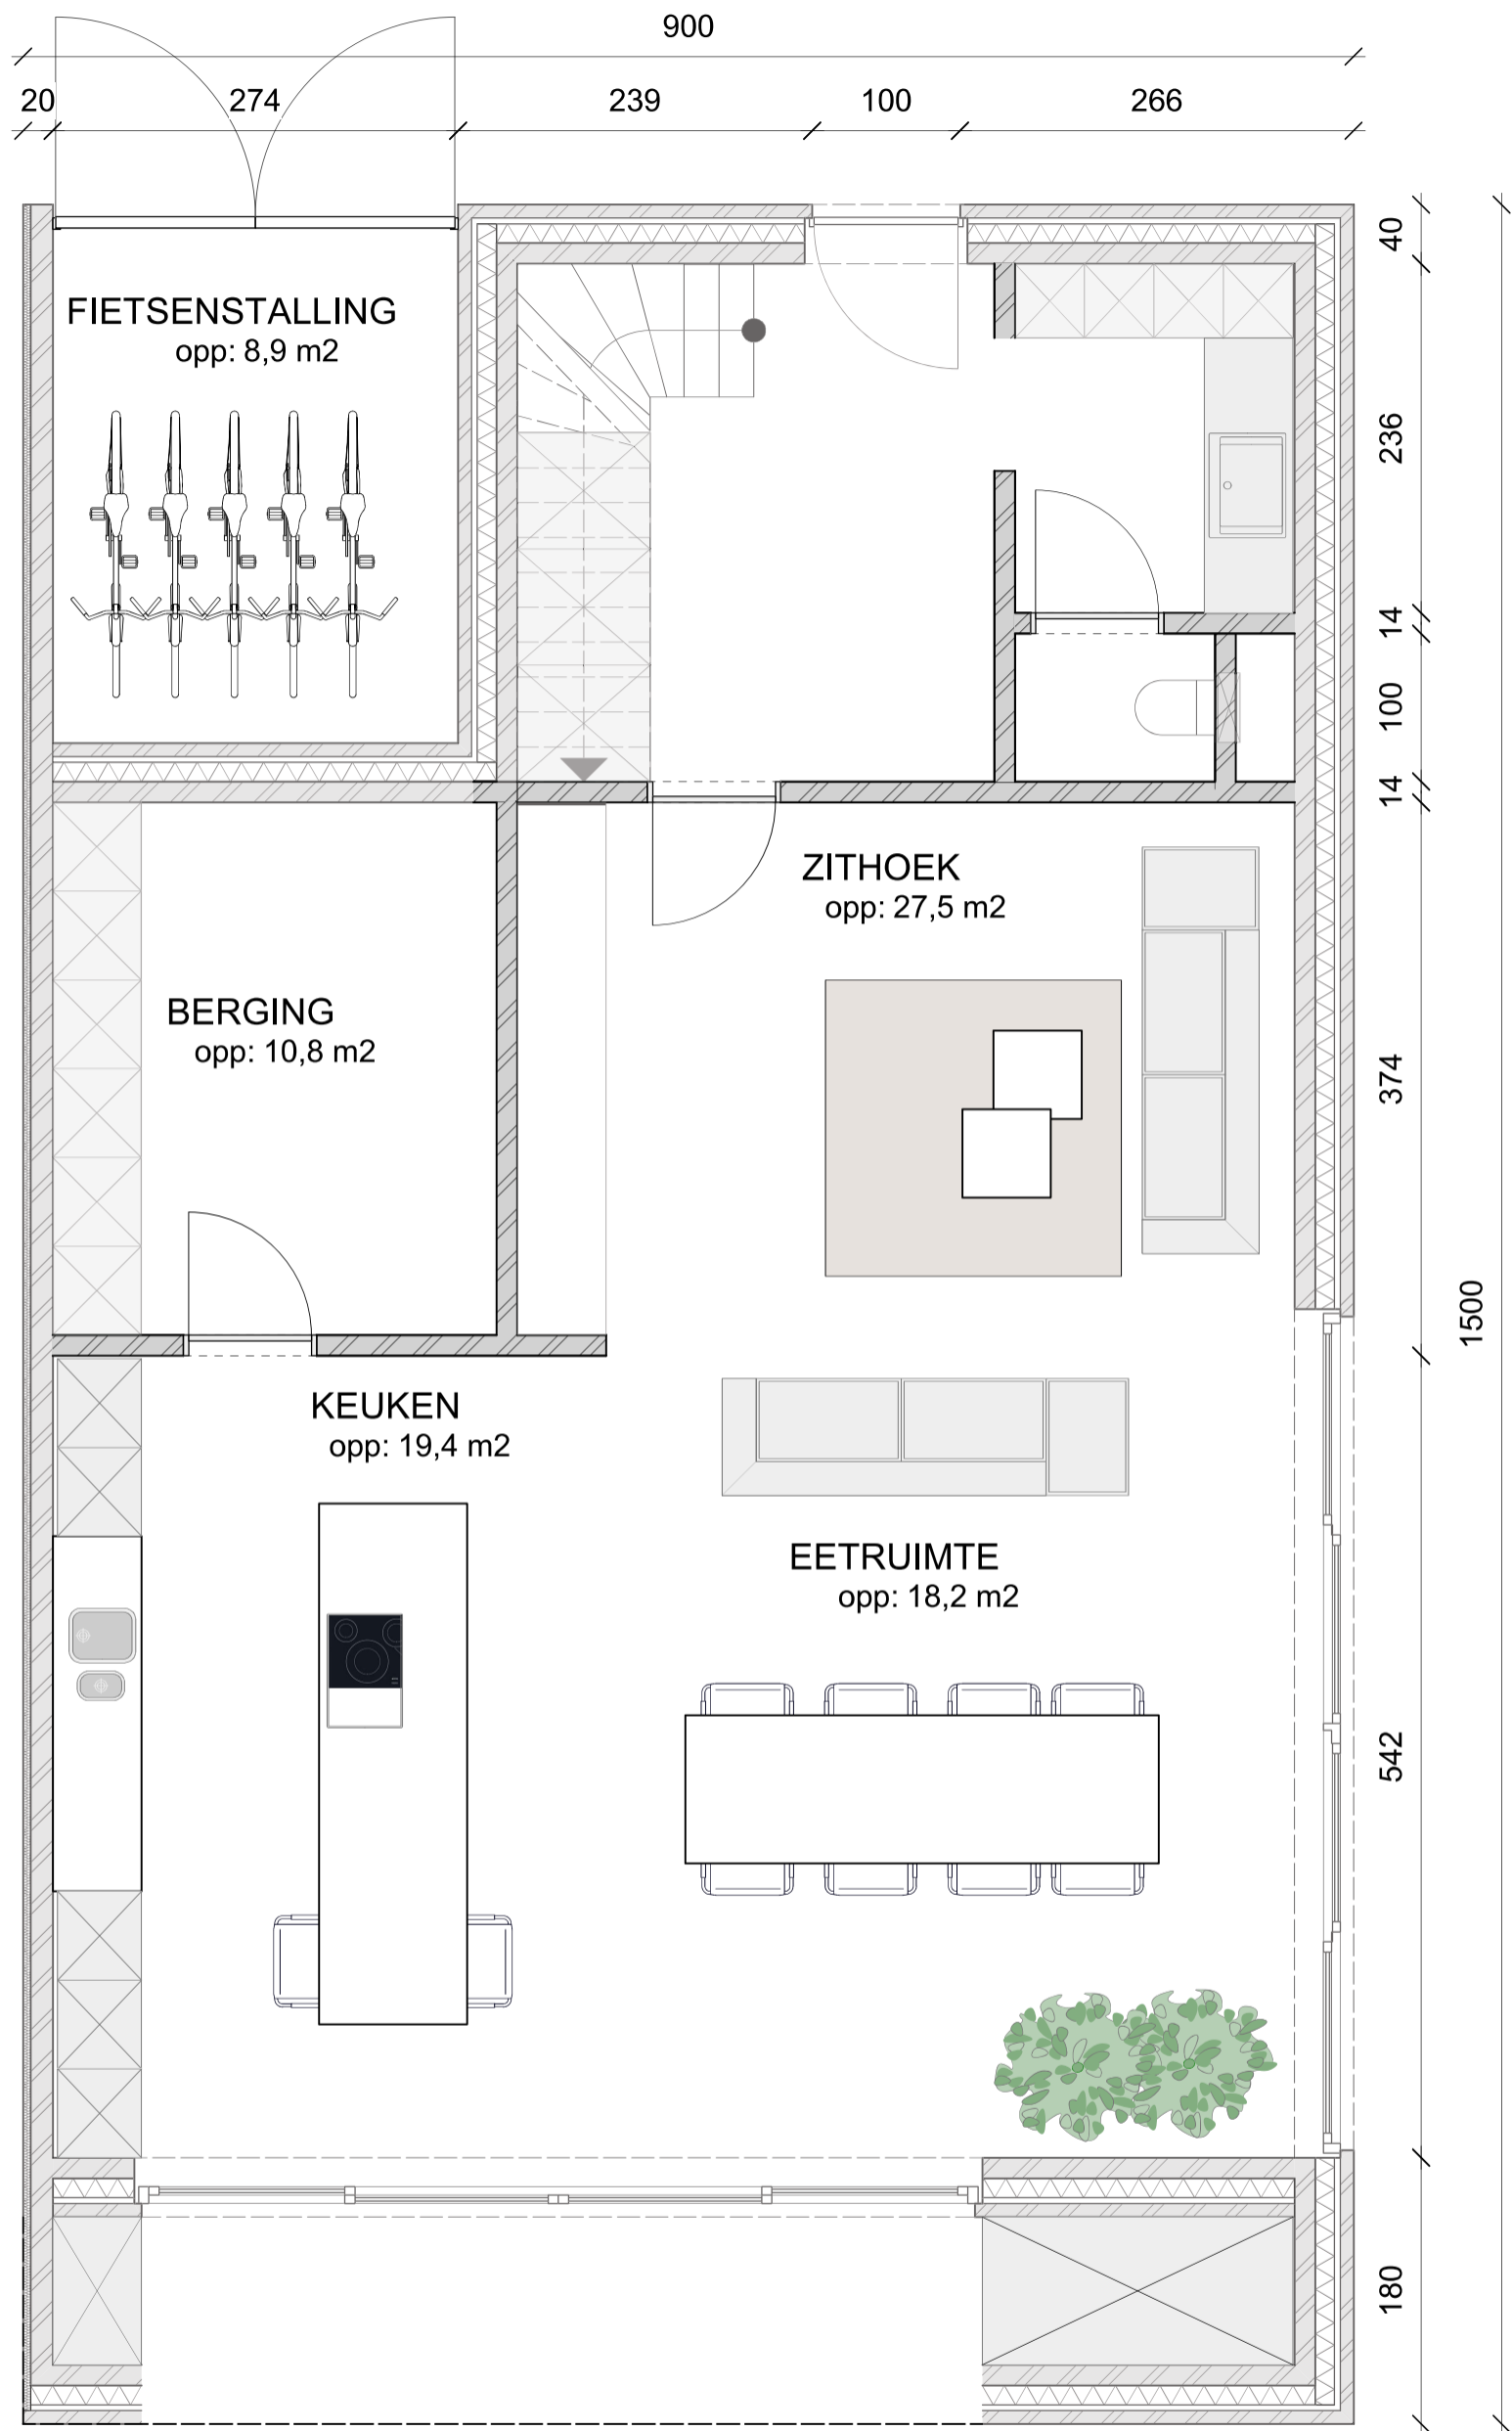 900
20 274 239 100 266
40
FIETSENSTALLING
opp: 8,9 m2
236
14
100
14
ZITHOEK
opp: 27,5 m2
BERGING
opp: 10,8 m2
374
1500
KEUKEN
opp: 19,4 m2
EETRUIMTE
opp: 18,2 m2
542
180